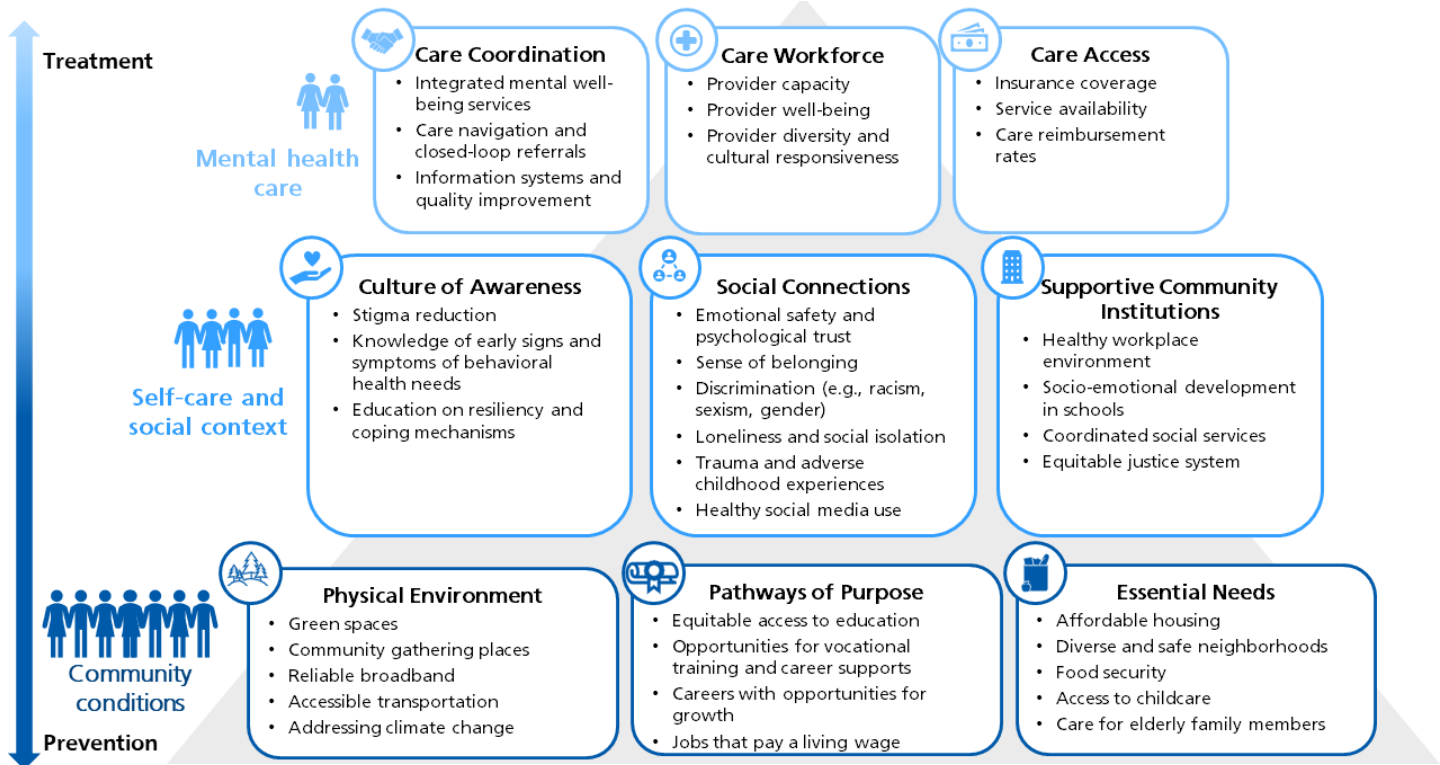 Treatment
Mental health
care
Care Coordination
• Integrated mental well-
being services
• Care navigation and
closed-loop referrals
• Information systems and
quality improvement
Care Workforce
• Provider capacity
• Provider well-being
• Provider diversity and
cultural responsiveness
Care Access
• Insurance coverage
• Service availability
• Care reimbursement
rates
Self-care and
social context
Culture of Awareness
• Stigma reduction
• Knowledge of early signs and
symptoms of behavioral
health needs
• Education on resiliency and
coping mechanisms
Social Connections
• Emotional safety and
psychological trust
• Sense of belonging
• Discrimination (e.g., racism,
sexism, gender)
• Loneliness and social isolation
• Trauma and adverse
childhood experiences
• Healthy social media use
Supportive Community
Institutions
• Healthy workplace
environment
• Socio-emotional development
in schools
• Coordinated social services
• Equitable justice system
Community
conditions
Physical Environment
• Green spaces
• Community gathering places
• Reliable broadband
• Accessible transportation
• Addressing climate change
Pathways of Purpose
• Equitable access to education
• Opportunities for vocational
training and career supports
• Careers with opportunities for
growth
• Jobs that pay a living wage
Essential Needs
• Affordable housing
• Diverse and safe neighborhoods
• Food security
• Access to childcare
• Care for elderly family members
Prevention